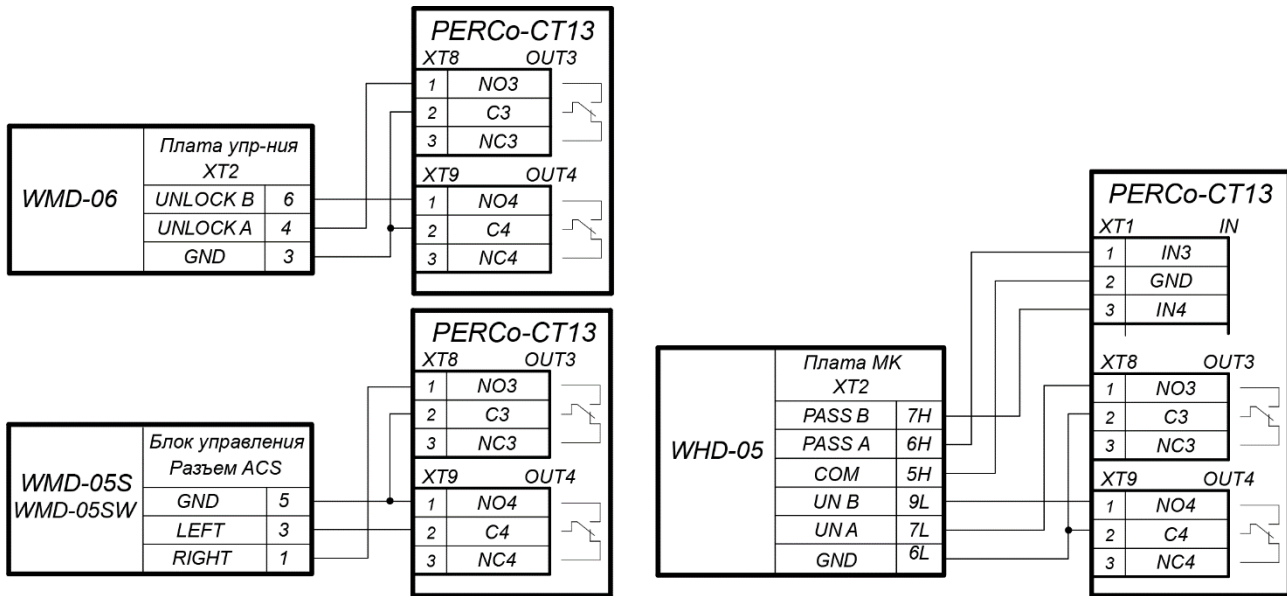 PERCo-CT13
XT8 OUT3
1 NO3
2 C3
3 NC3
XT9 OUT4
1 NO4
2 C4
3 NC4
WMD-06
Плата упр-ния
XT2
UNLOCK B 6
UNLOCK A 4
GND 3
PERCo-CT13
XT8 OUT3
1 NO3
2 C3
3 NC3
XT9 OUT4
1 NO4
2 C4
3 NC4
WMD-05S
WMD-05SW
Блок управления
Разъем ACS
GND 5
LEFT 3
RIGHT 1
PERCo-CT13
XT1 IN
1 IN3
2 GND
3 IN4
XT8 OUT3
1 NO3
2 C3
3 NC3
XT9 OUT4
1 NO4
2 C4
3 NC4
WHD-05
Плата МК
XT2
PASS B 7H
PASS A 6H
COM 5H
UN B 9L
UN A 7L
GND 6L